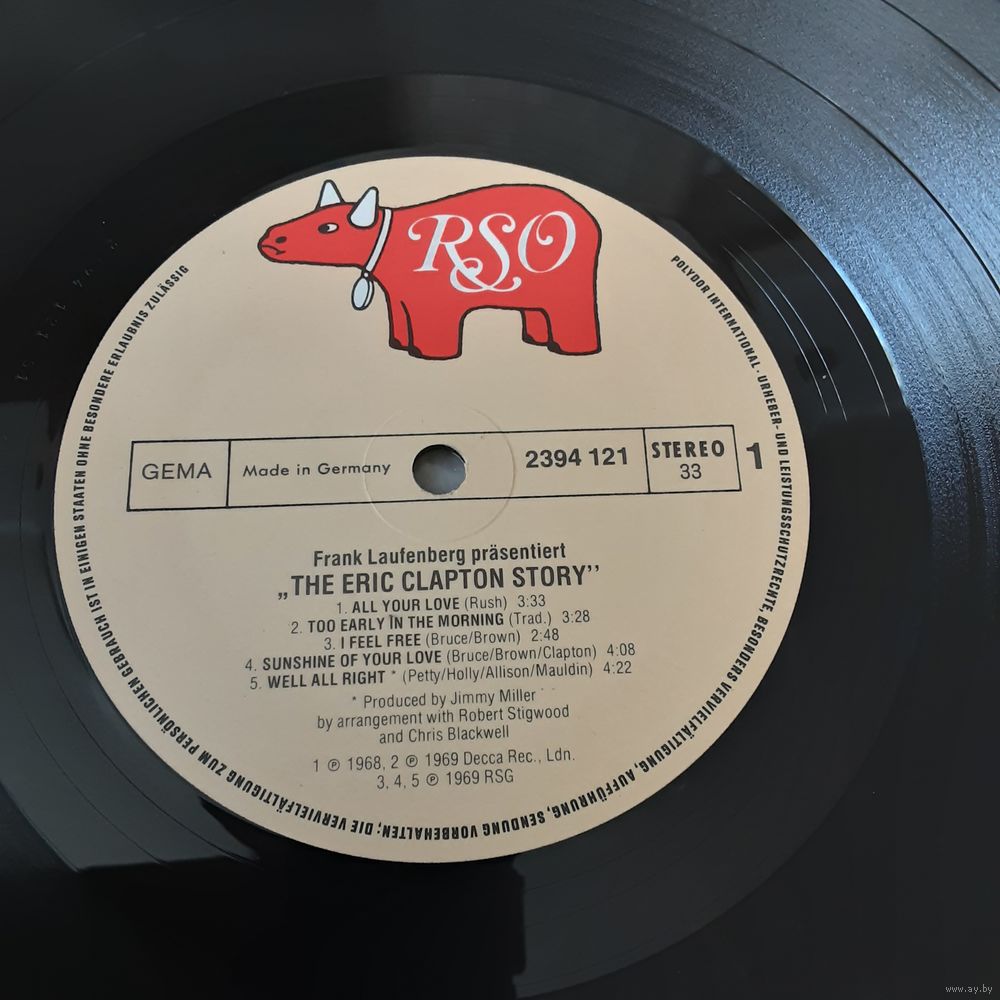 RSO
GEMA
Made in Germany
2394 121
STEREO
33
1
Frank Laufenberg präsentiert
„THE ERIC CLAPTON STORY’’
1. ALL YOUR LOVE (Rush) 3:33
2. TOO EARLY IN THE MORNING (Trad.) 3:28
3. I FEEL FREE (Bruce/Brown) 2:48
4. SUNSHINE OF YOUR LOVE (Bruce/Brown/Clapton) 4:08
5. WELL ALL RIGHT * (Petty/Holly/Allison/Mauldin) 4:22
* Produced by Jimmy Miller
by arrangement with Robert Stigwood
and Chris Blackwell
1 ℗ 1968, 2 ℗ 1969 Decca Rec., Ldn.
3, 4, 5 ℗ 1969 RSG
POLYDOR INTERNATIONAL · URHEBER- UND LEISTUNGSSCHUTZRECHTE, BESONDERS VERVIELFÄLTIGUNG, AUFFÜHRUNG, SENDUNG VORBEHALTEN; DIE VERVIELFÄLTIGUNG ZUM PERSÖNLICHEN GEBRAUCH IST IN EINIGEN STAATEN OHNE BESONDERE ERLAUBNIS ZULÄSSIG
www.ay.by